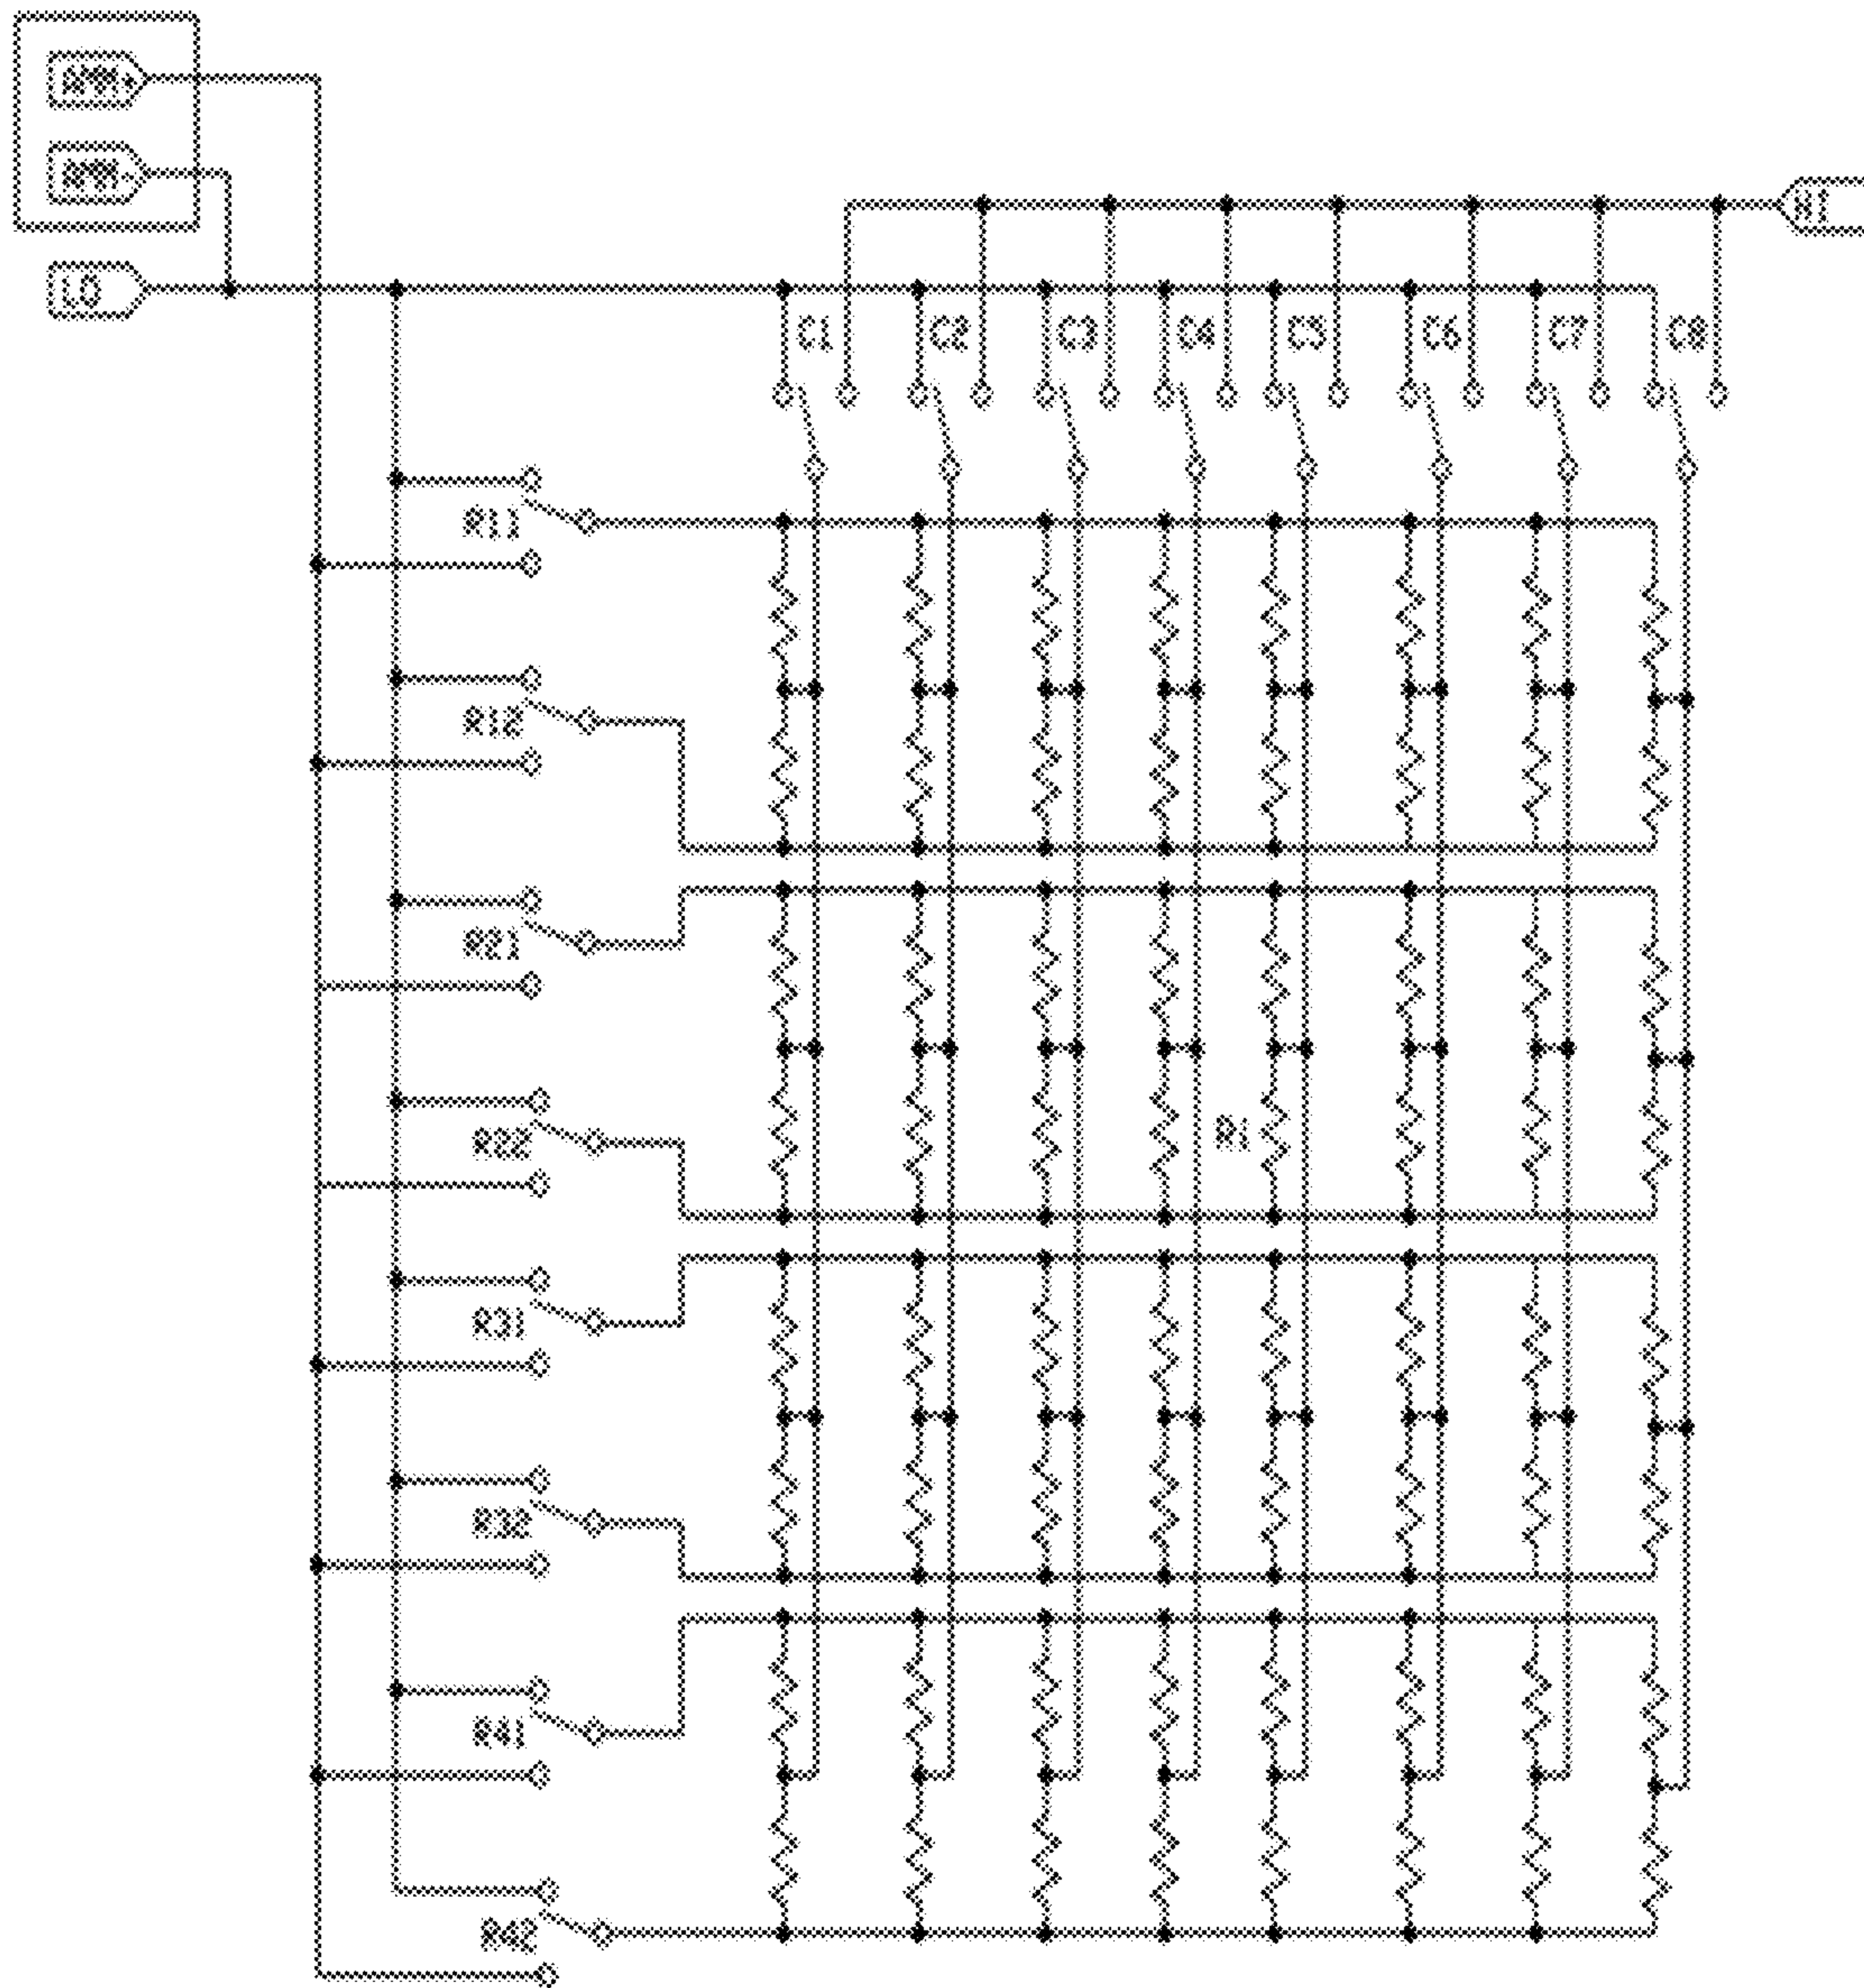 HI
LO
C1 C2 C3 C4 C5 C6 C7 C8
R11
R12
R21
R22
R1
R31
R32
R41
R42